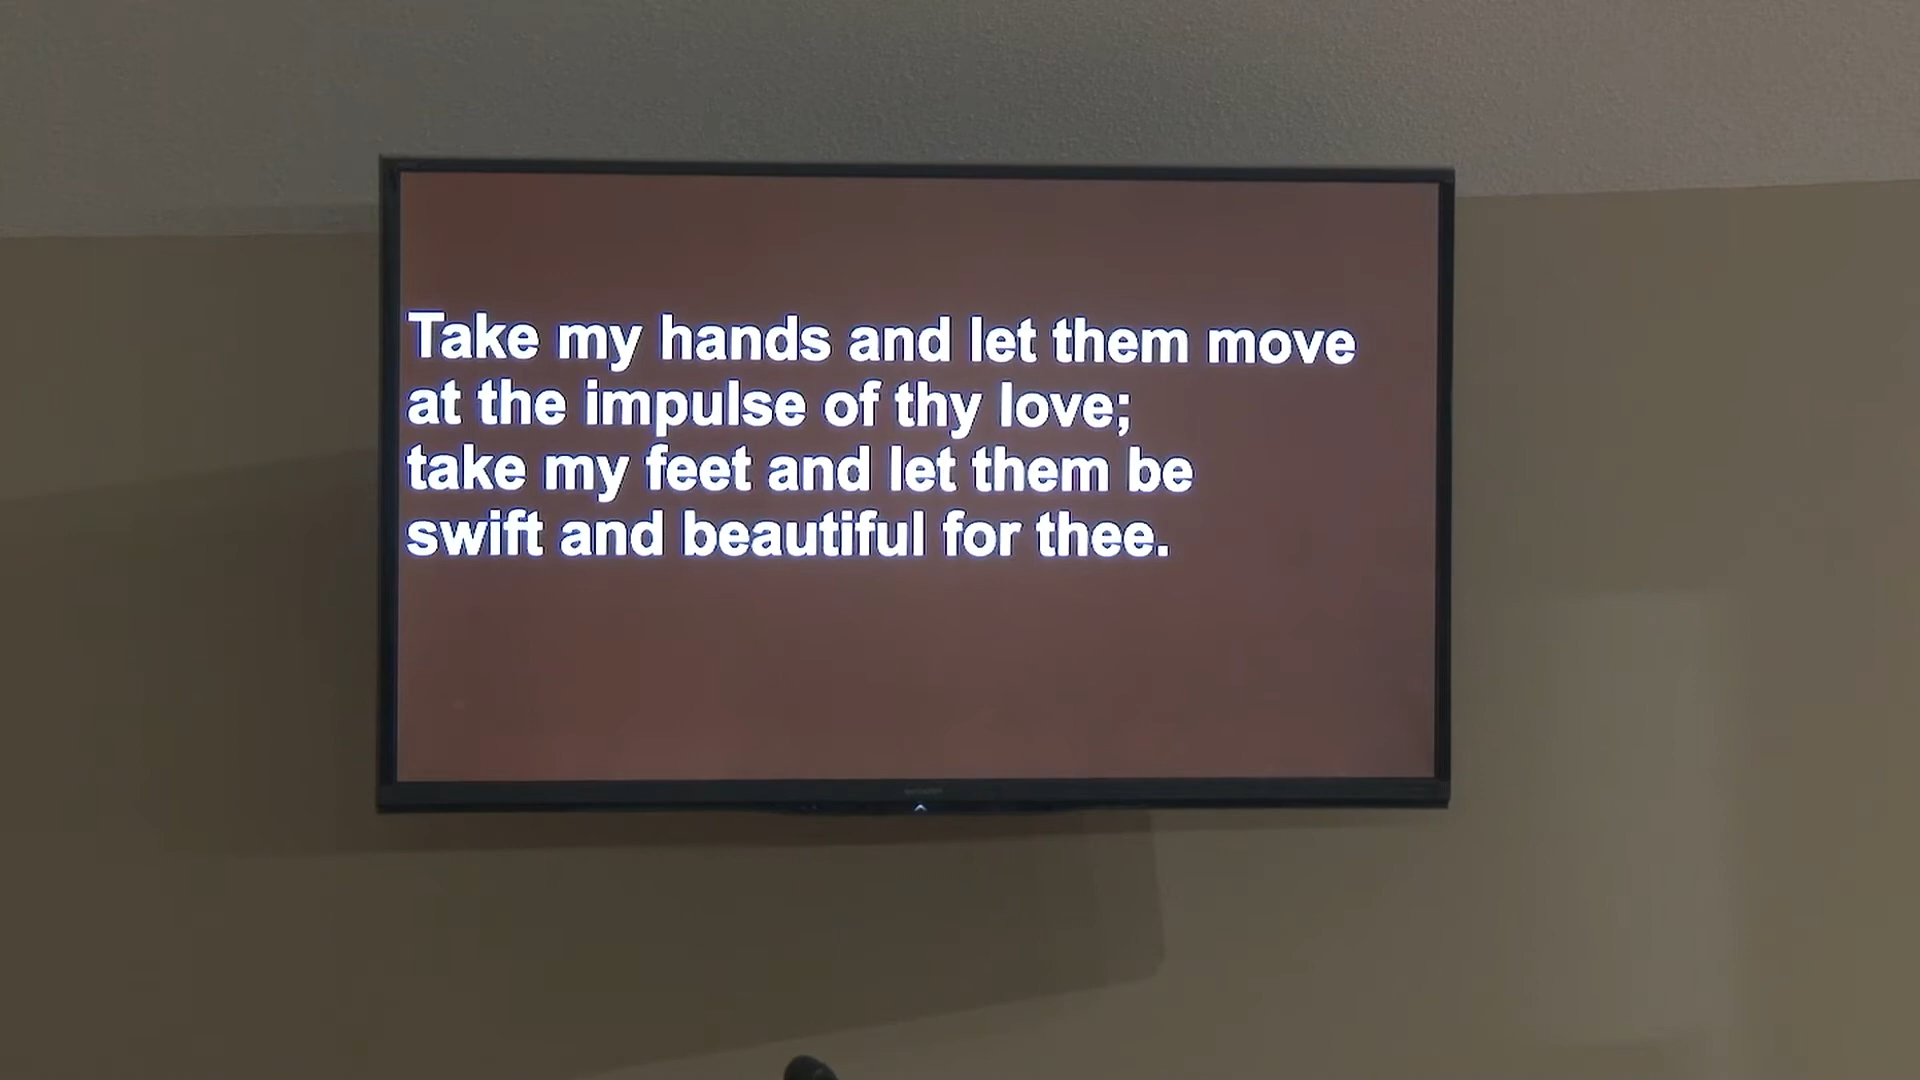 Take my hands and let them move
at the impulse of thy love;
take my feet and let them be
swift and beautiful for thee.